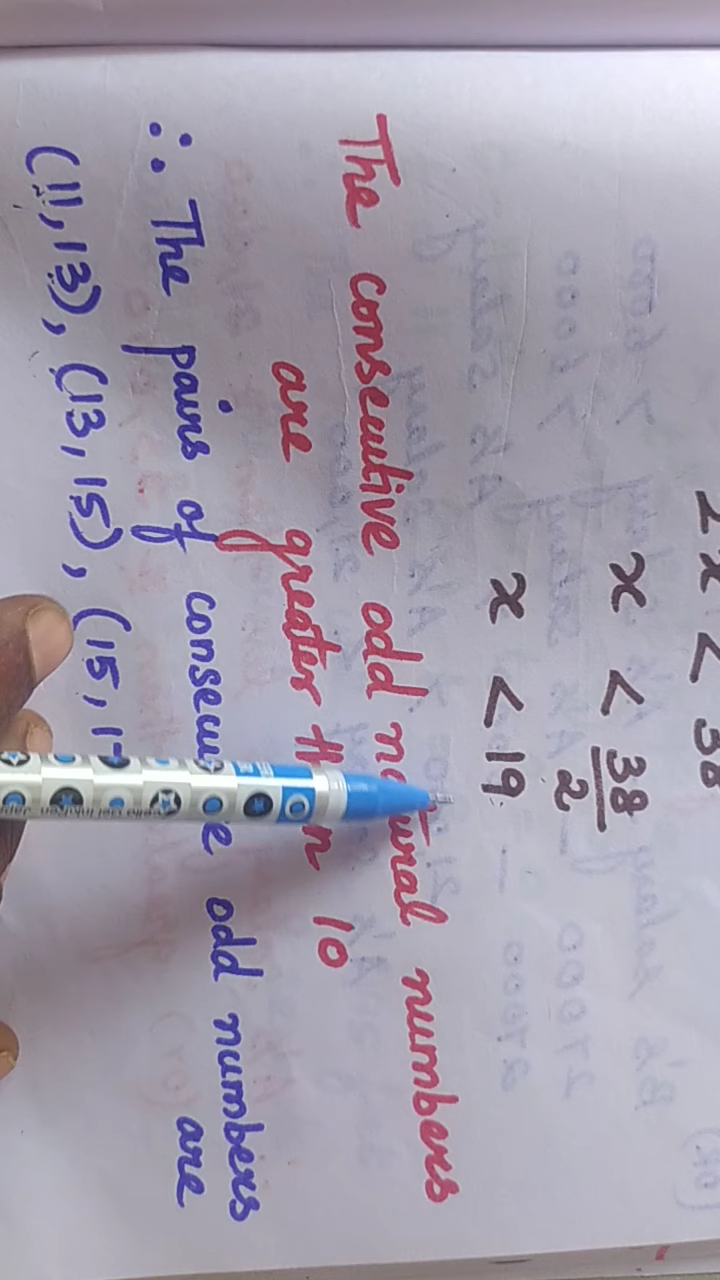 2x < 38
x < 38/2
x < 19
The consecutive odd natural numbers
are greater than 10
∴ The pairs of consecutive odd numbers are
(11, 13), (13, 15), (15, 1